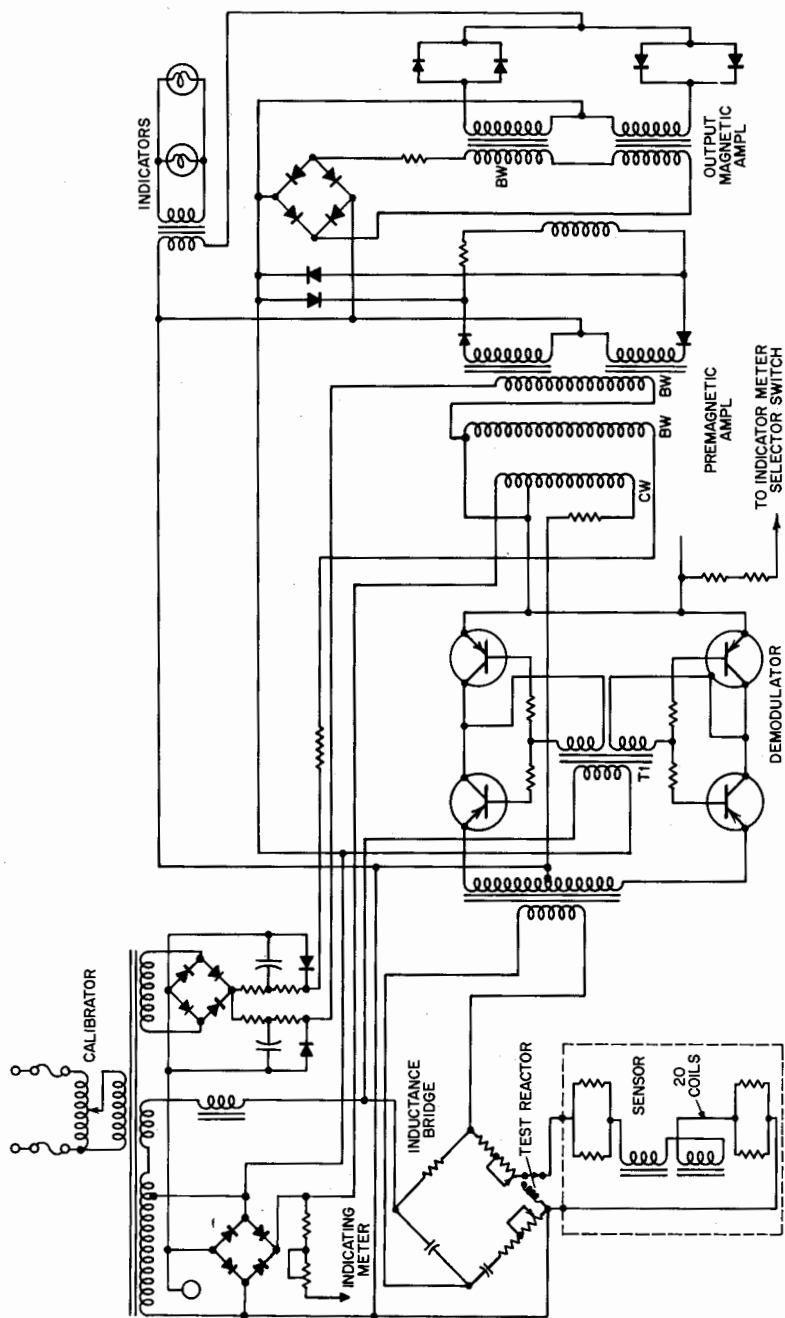 INDICATORS
OUTPUT
MAGNETIC
AMPL
BW
BW
BW
CW
PREMAGNETIC
AMPL
TO INDICATOR METER
SELECTOR SWITCH
DEMODULATOR
T1
CALIBRATOR
INDICATING
METER
INDUCTANCE
BRIDGE
TEST REACTOR
SENSOR
20
COILS